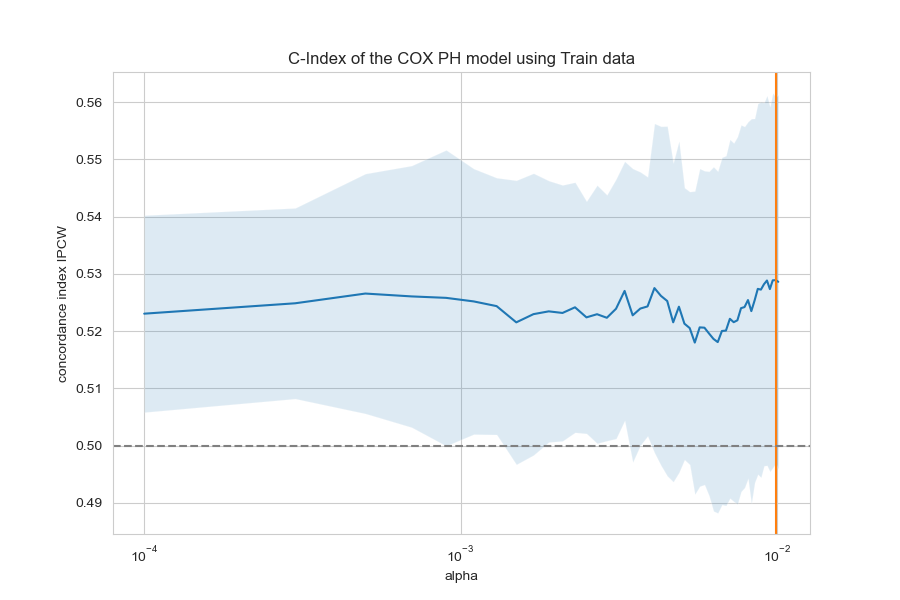 C-Index of the COX PH model using Train data
concordance index IPCW
0.56
0.55
0.54
0.53
0.52
0.51
0.50
0.49
10⁻⁴ 10⁻³ 10⁻²
alpha